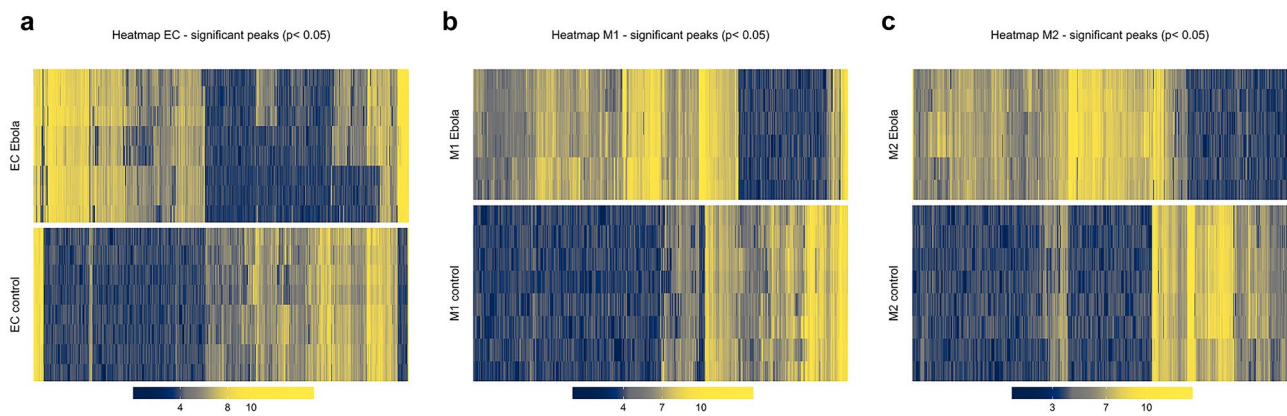 a
Heatmap EC - significant peaks (p< 0.05)
EC Ebola
EC control
4 8 10
b
Heatmap M1 - significant peaks (p< 0.05)
M1 Ebola
M1 control
4 7 10
c
Heatmap M2 - significant peaks (p< 0.05)
M2 Ebola
M2 control
3 7 10